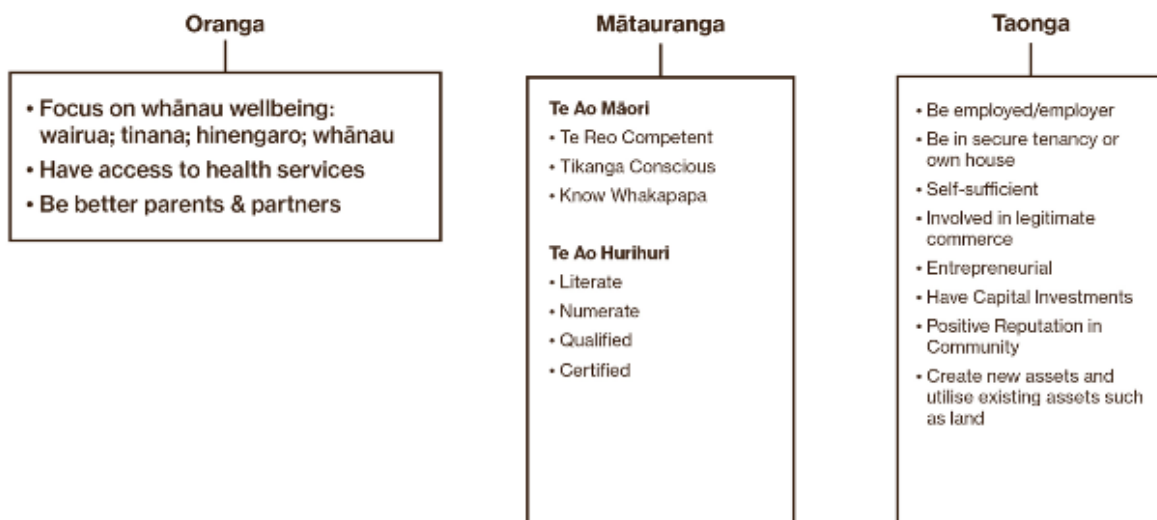 Oranga
• Focus on whānau wellbeing:
wairua; tinana; hinengaro; whānau
• Have access to health services
• Be better parents & partners
Mātauranga
Te Ao Māori
• Te Reo Competent
• Tikanga Conscious
• Know Whakapapa
Te Ao Hurihuri
• Literate
• Numerate
• Qualified
• Certified
Taonga
• Be employed/employer
• Be in secure tenancy or
own house
• Self-sufficient
• Involved in legitimate
commerce
• Entrepreneurial
• Have Capital Investments
• Positive Reputation in
Community
• Create new assets and
utilise existing assets such
as land